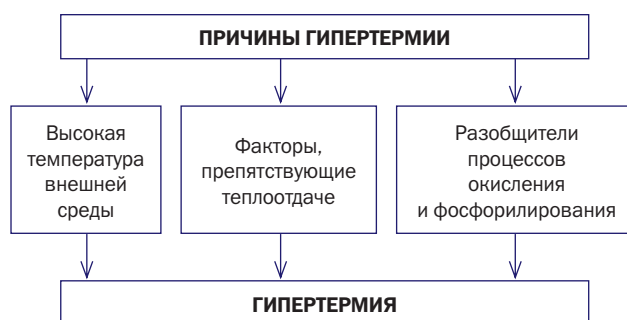 ПРИЧИНЫ ГИПЕРТЕРМИИ
Высокая
температура
внешней
среды
Факторы,
препятствующие
теплоотдаче
Разобщители
процессов
окисления
и фосфорилирования
ГИПЕРТЕРМИЯ